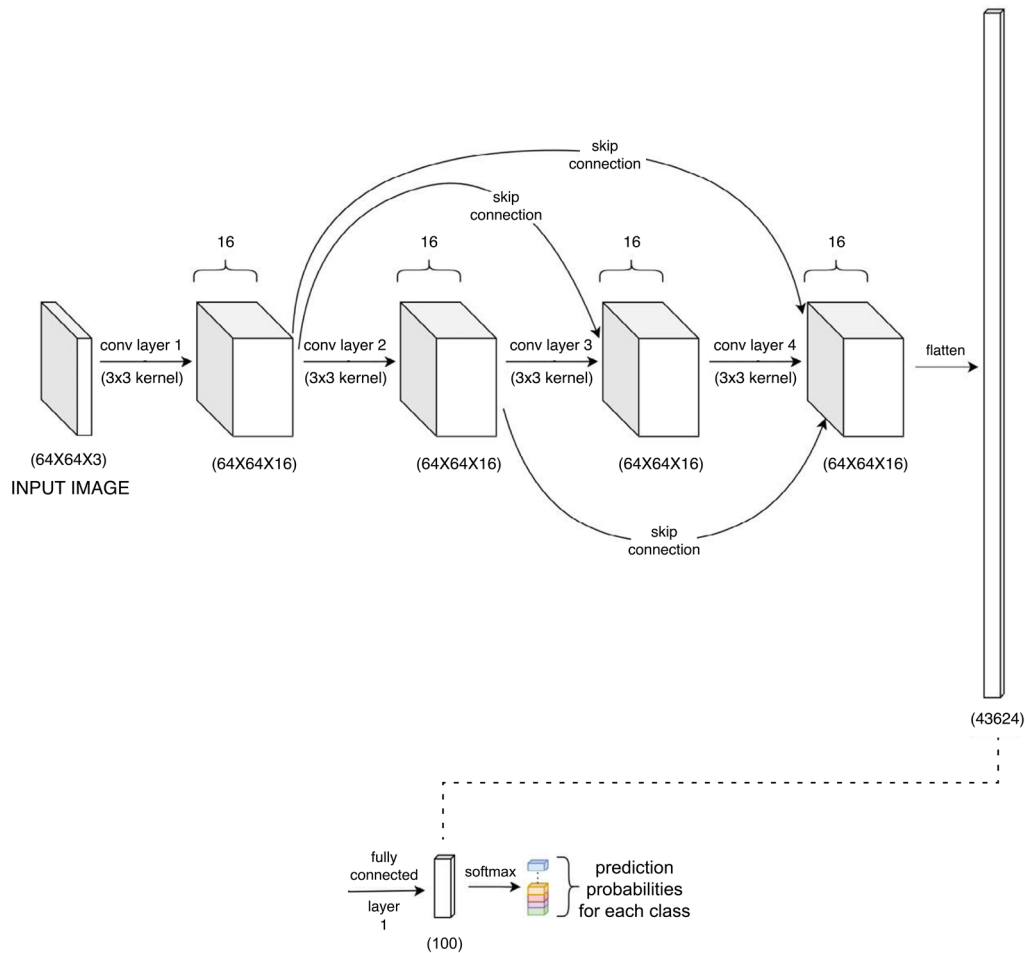 skip
connection
skip
connection
16
16
16
16
conv layer 1
(3x3 kernel)
conv layer 2
(3x3 kernel)
conv layer 3
(3x3 kernel)
conv layer 4
(3x3 kernel)
flatten
(64X64X3)
INPUT IMAGE
(64X64X16)
(64X64X16)
(64X64X16)
(64X64X16)
skip
connection
(43624)
fully
connected
layer
1
(100)
softmax
prediction
probabilities
for each class